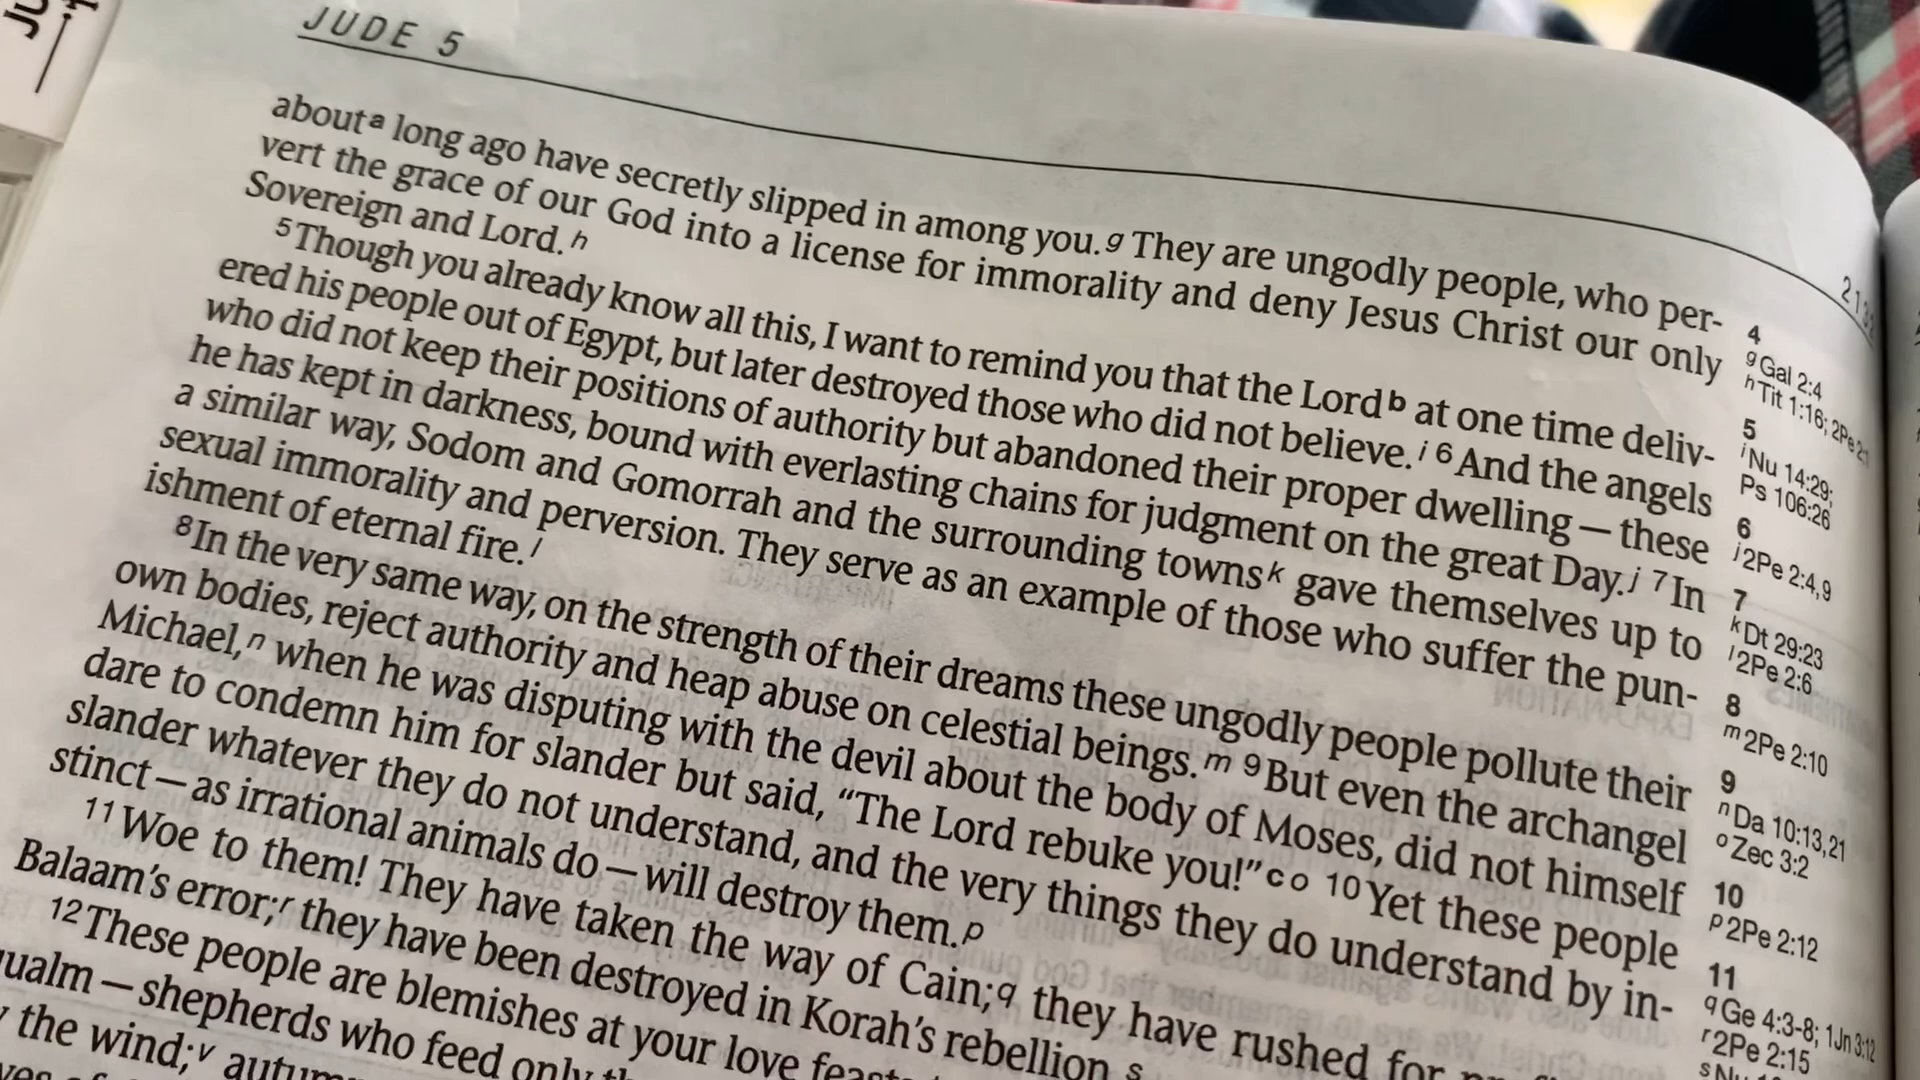 JU
JUDE 5
about a long ago have secretly slipped in among you. g They are ungodly people, who per-
vert the grace of our God into a license for immorality and deny Jesus Christ our only
Sovereign and Lord. h
5 Though you already know all this, I want to remind you that the Lord b at one time deliv-
ered his people out of Egypt, but later destroyed those who did not believe. i 6 And the angels
who did not keep their positions of authority but abandoned their proper dwelling — these
he has kept in darkness, bound with everlasting chains for judgment on the great Day. j 7 In
a similar way, Sodom and Gomorrah and the surrounding towns k gave themselves up to
sexual immorality and perversion. They serve as an example of those who suffer the pun-
ishment of eternal fire. l
8 In the very same way, on the strength of their dreams these ungodly people pollute their
own bodies, reject authority and heap abuse on celestial beings. m 9 But even the archangel
Michael, n when he was disputing with the devil about the body of Moses, did not himself
dare to condemn him for slander but said, “The Lord rebuke you!” c o 10 Yet these people
slander whatever they do not understand, and the very things they do understand by in-
stinct — as irrational animals do — will destroy them. p
11 Woe to them! They have taken the way of Cain; q they have rushed for
Balaam’s error; r they have been destroyed in Korah’s rebellion s
12 These people are blemishes at your love
— shepherds who feed only
the wind; v
4
g Gal 2:4
h Tit 1:16; 2Pe 2:1
5
i Nu 14:29;
Ps 106:26
6
j 2Pe 2:4,9
7
k Dt 29:23
l 2Pe 2:6
8
m 2Pe 2:10
9
n Da 10:13,21
o Zec 3:2
10
p 2Pe 2:12
11
q Ge 4:3-8; 1Jn 3:12
r 2Pe 2:15
s Nu